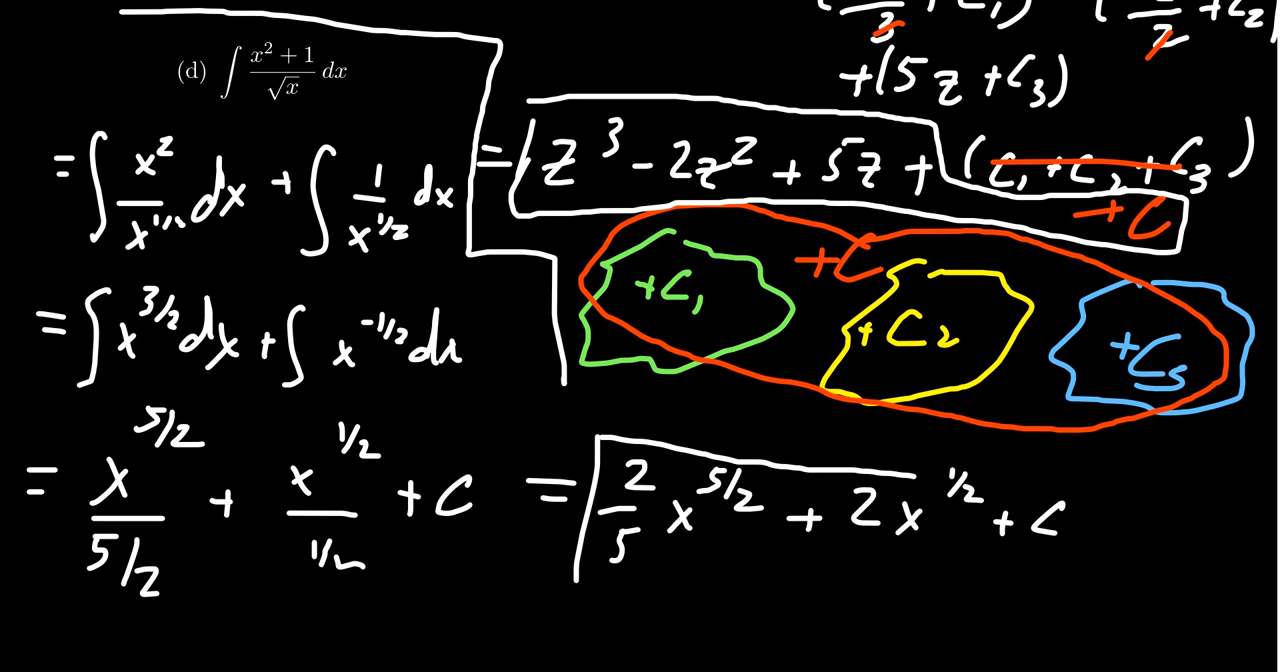 (d) ∫ (x² + 1)/√x dx
= ∫ x²/x^(1/2) dx + ∫ 1/x^(1/2) dx
= ∫ x^(3/2) dx + ∫ x^(-1/2) dx
= x^(5/2)/(5/2) + x^(1/2)/(1/2) + C = 2/5 x^(5/2) + 2x^(1/2) + C
+(5z + C₃)
= z³ - 2z² + 5z + (C₁ + C₂ + C₃)
+C
+C
+C₁
+C₂